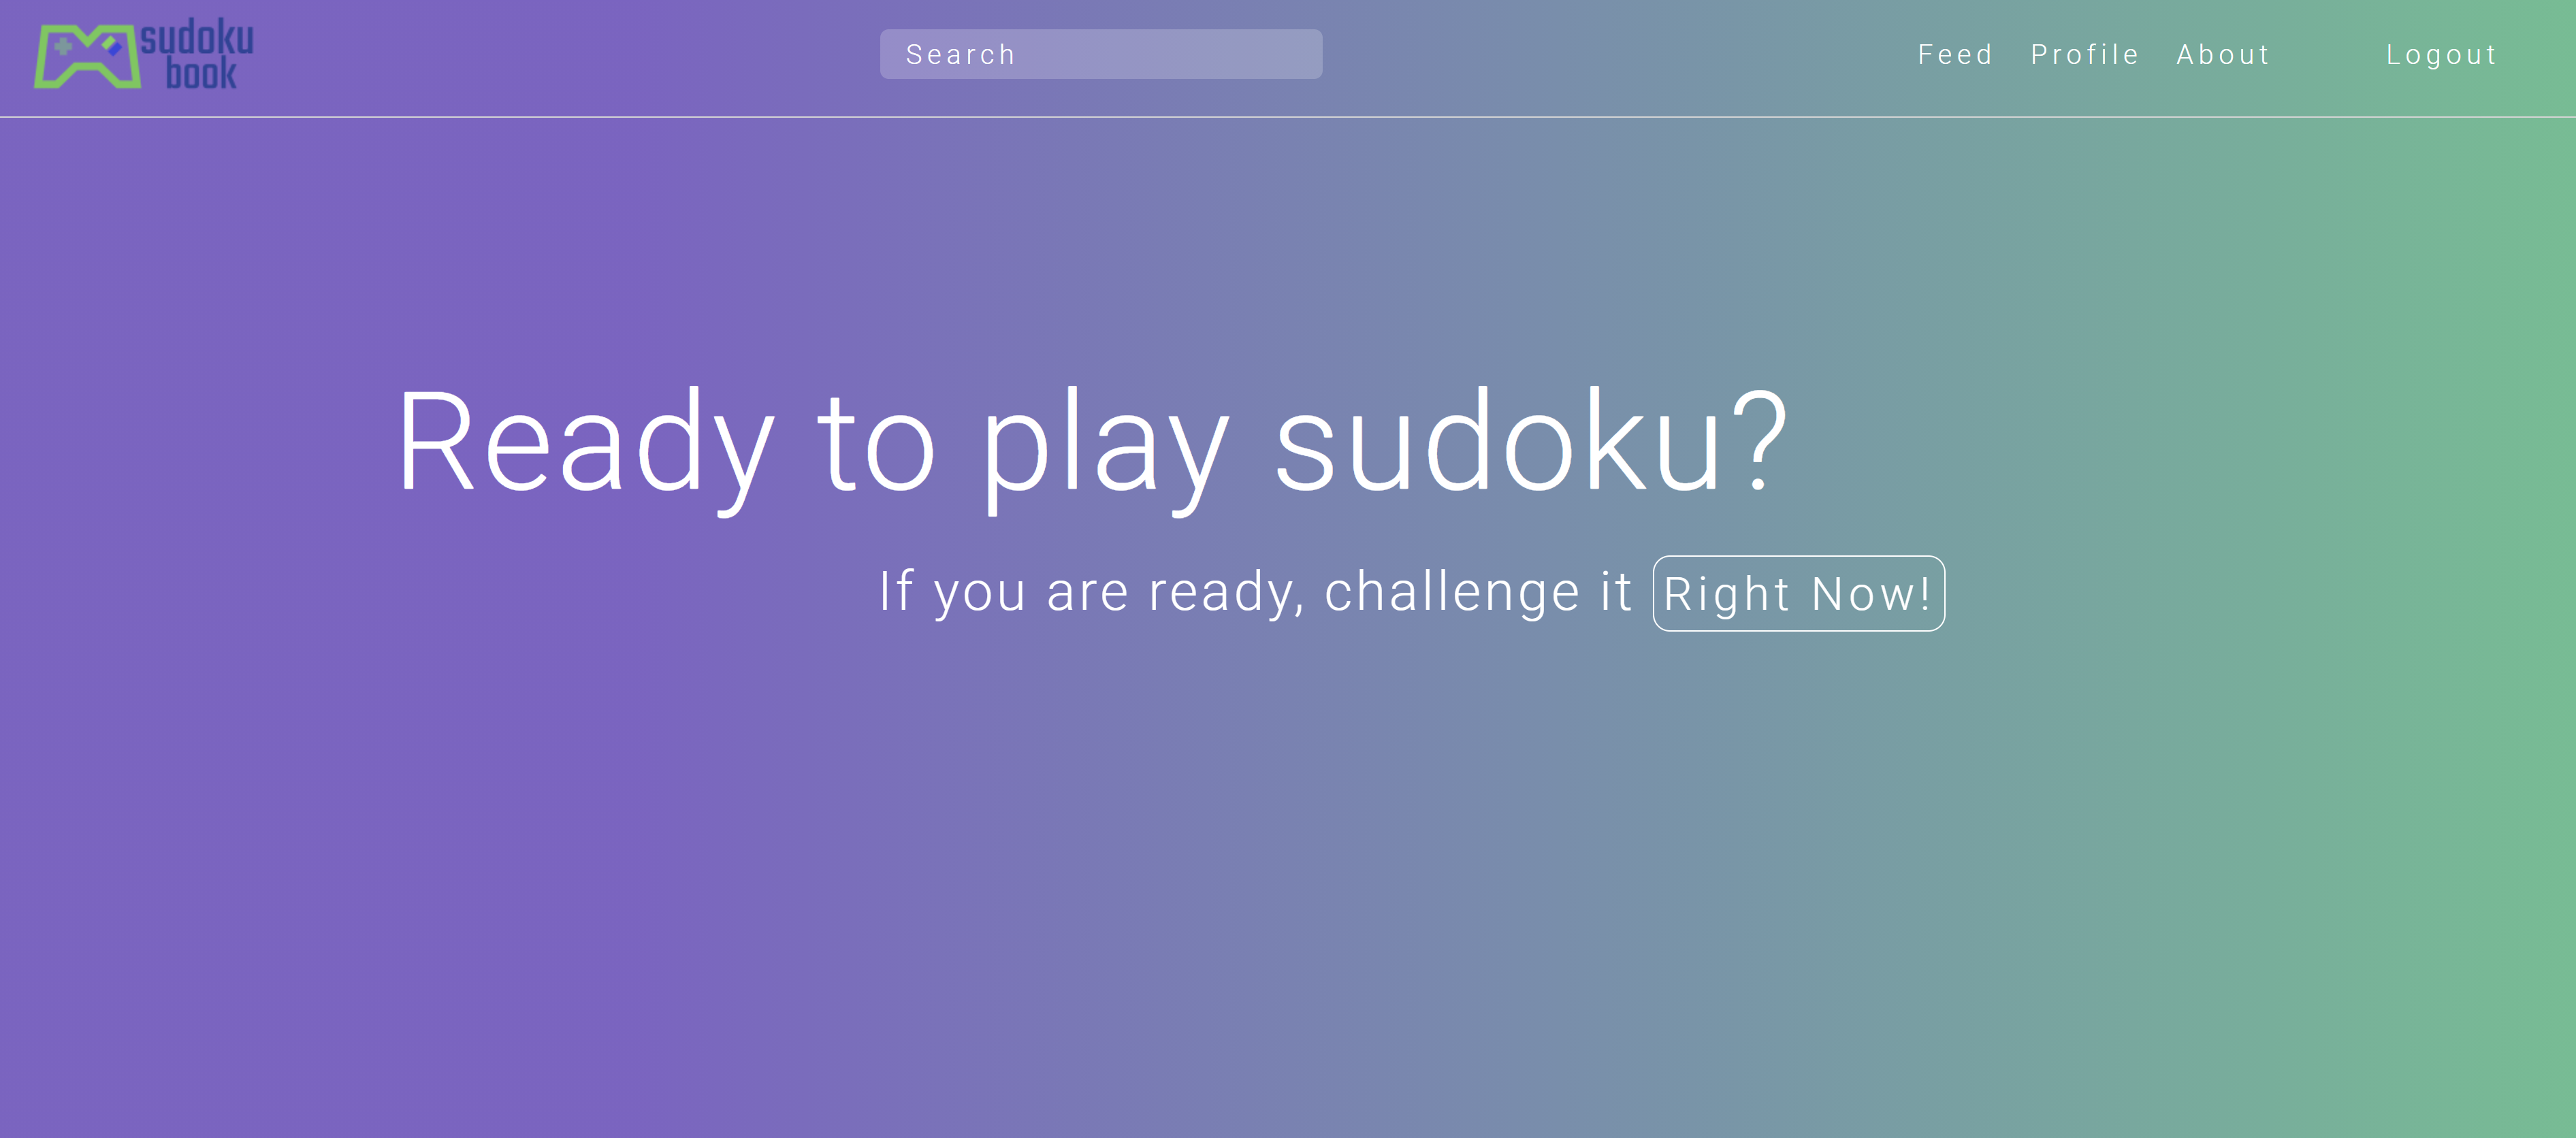 sudoku
book
Search
Feed Profile About Logout
Ready to play sudoku?
If you are ready, challenge it Right Now!